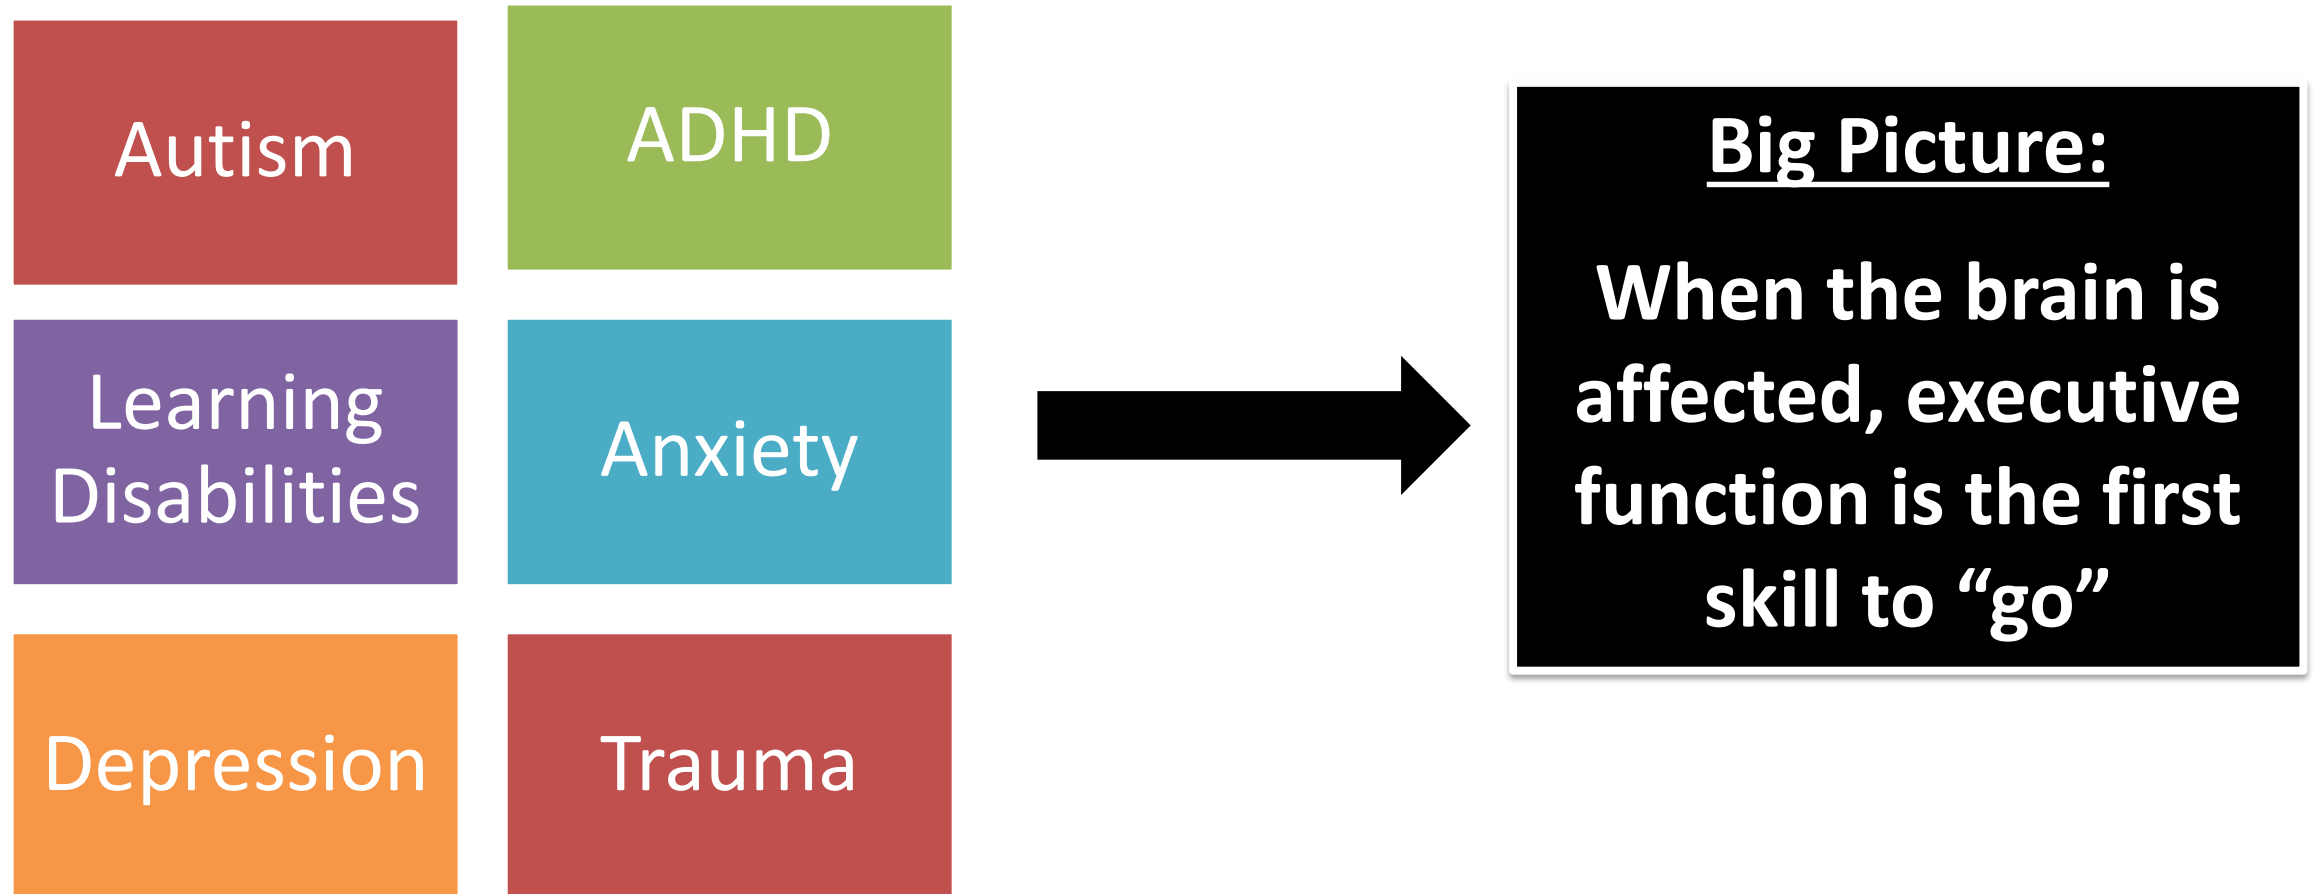 Autism
ADHD
Learning
Disabilities
Anxiety
Depression
Trauma
Big Picture:
When the brain is
affected, executive
function is the first
skill to “go”